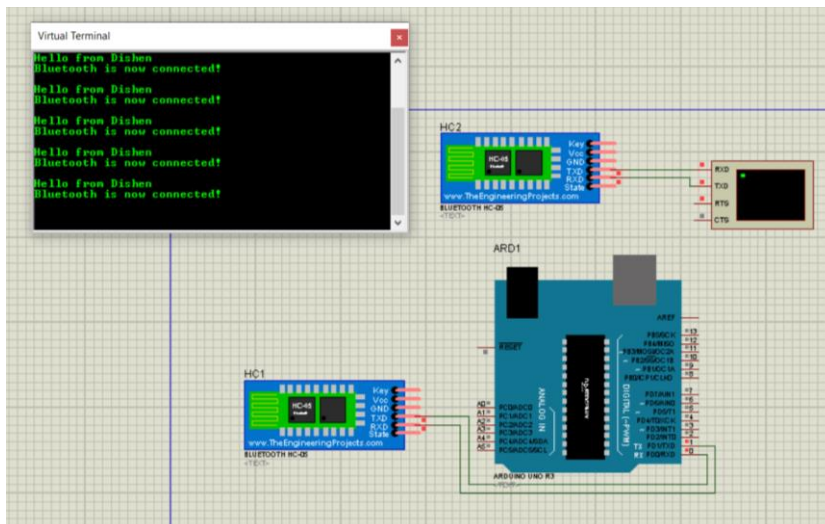 Virtual Terminal
Hello from Dishen
Bluetooth is now connected!
Hello from Dishen
Bluetooth is now connected!
Hello from Dishen
Bluetooth is now connected!
Hello from Dishen
Bluetooth is now connected!
Hello from Dishen
Bluetooth is now connected!
HC2
HC-05
Key
Vcc
GND
TXD
RXD
State
www.TheEngineeringProjects.com
BLUETOOTH HC-05
<TEXT>
RXD
TXD
RTS
CTS
ARD1
AREF
RESET
13
12
11
10
9
8
7
6
5
4
3
2
1
0
A0
A1
A2
A3
A4
A5
ANALOG IN
DIGITAL (~PWM)
TX
RX
ARDUINO UNO R3
<TEXT>
HC1
HC-05
Key
Vcc
GND
TXD
RXD
State
www.TheEngineeringProjects.com
BLUETOOTH HC-05
<TEXT>